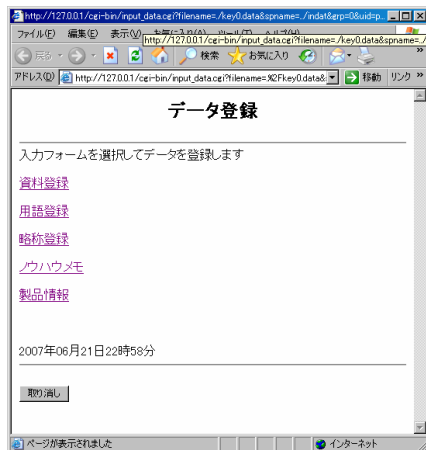 http://127.0.0.1/cgi-bin/input_data.cgi?filename=./key0.data&spname=./indat&grp=0&uid=p..
ファイル(F) 編集(E) 表示(V)
http://127.0.0.1/cgi-bin/input_data.cgi?filename=./key0.data&spname=./
戻る 検索 お気に入り
アドレス(D) http://127.0.0.1/cgi-bin/input_data.cgi?filename=%2Fkey0.data& 移動 リンク »
データ登録
入力フォームを選択してデータを登録します
資料登録
用語登録
略称登録
ノウハウメモ
製品情報
2007年06月21日22時58分
取り消し
ページが表示されました インターネット